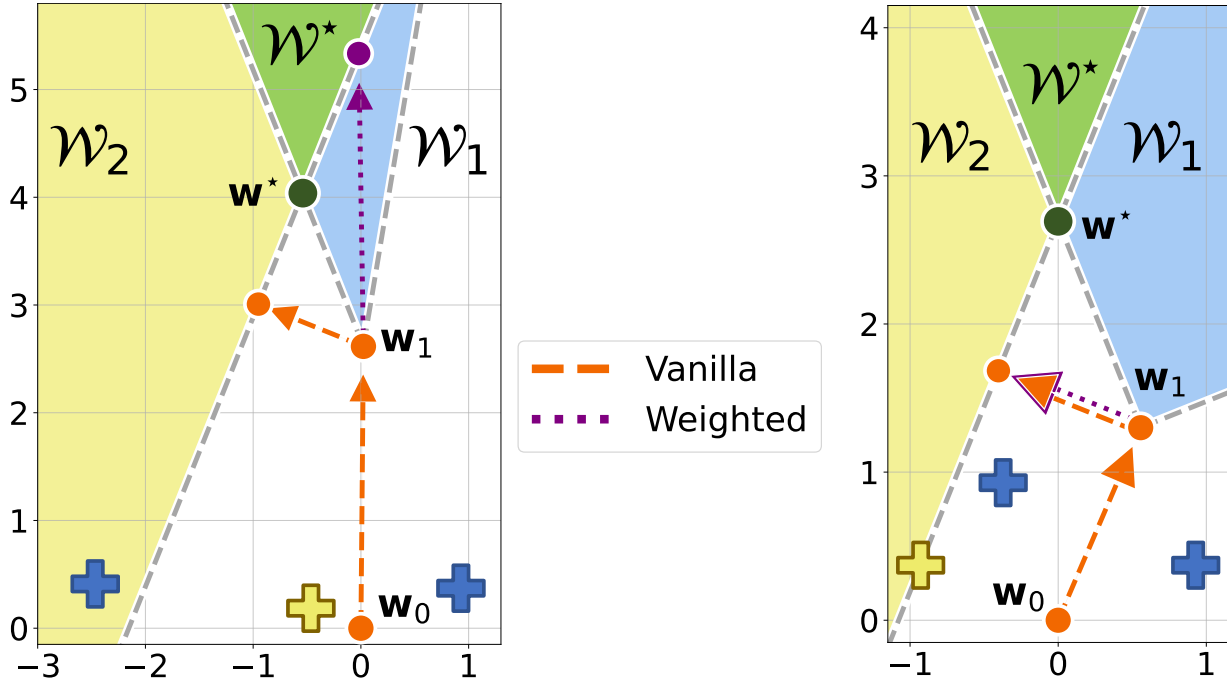 𝒲⋆
𝒲₂
𝒲₁
w⋆
w₁
w₀
5
4
3
2
1
0
−3
−2
−1
0
1
Vanilla
Weighted
𝒲⋆
𝒲₂
𝒲₁
w⋆
w₁
w₀
4
3
2
1
0
−1
0
1